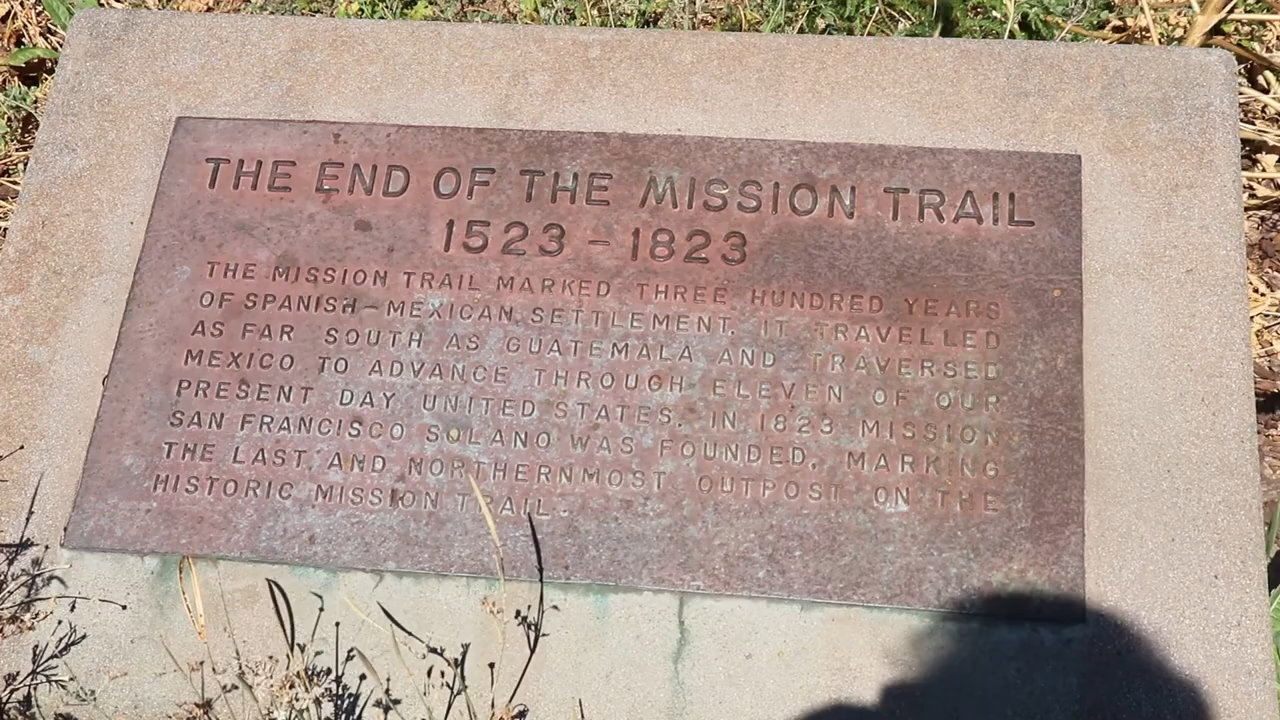 THE END OF THE MISSION TRAIL
1523 – 1823
THE MISSION TRAIL MARKED THREE HUNDRED YEARS
OF SPANISH–MEXICAN SETTLEMENT. IT TRAVELLED
AS FAR SOUTH AS GUATEMALA AND TRAVERSED
MEXICO TO ADVANCE THROUGH ELEVEN OF OUR
PRESENT DAY UNITED STATES. IN 1823 MISSION
SAN FRANCISCO SOLANO WAS FOUNDED, MARKING
THE LAST AND NORTHERNMOST OUTPOST ON THE
HISTORIC MISSION TRAIL.